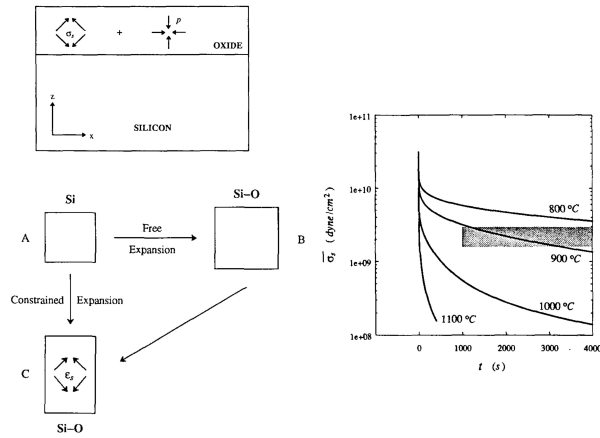 σs + p
OXIDE
z
x
SILICON
Si
Si–O
A
Free
Expansion
B
Constrained Expansion
C
εs
Si–O
σs ( dyne/cm² )
1e+11
1e+10
1e+09
1e+08
800 °C
900 °C
1000 °C
1100 °C
0 1000 2000 3000 4000
t (s)